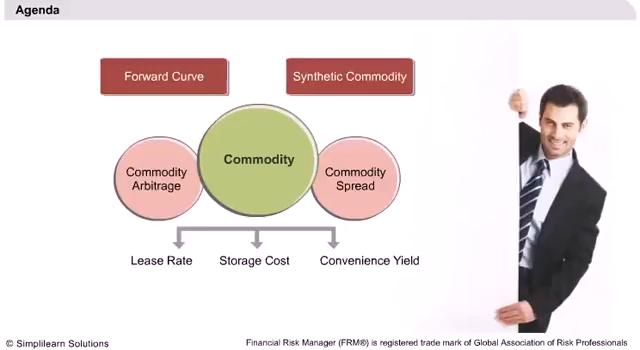 Agenda
Forward Curve
Synthetic Commodity
Commodity
Arbitrage
Commodity
Commodity
Spread
Lease Rate
Storage Cost
Convenience Yield
© Simplilearn Solutions
Financial Risk Manager (FRM®) is registered trade mark of Global Association of Risk Professionals